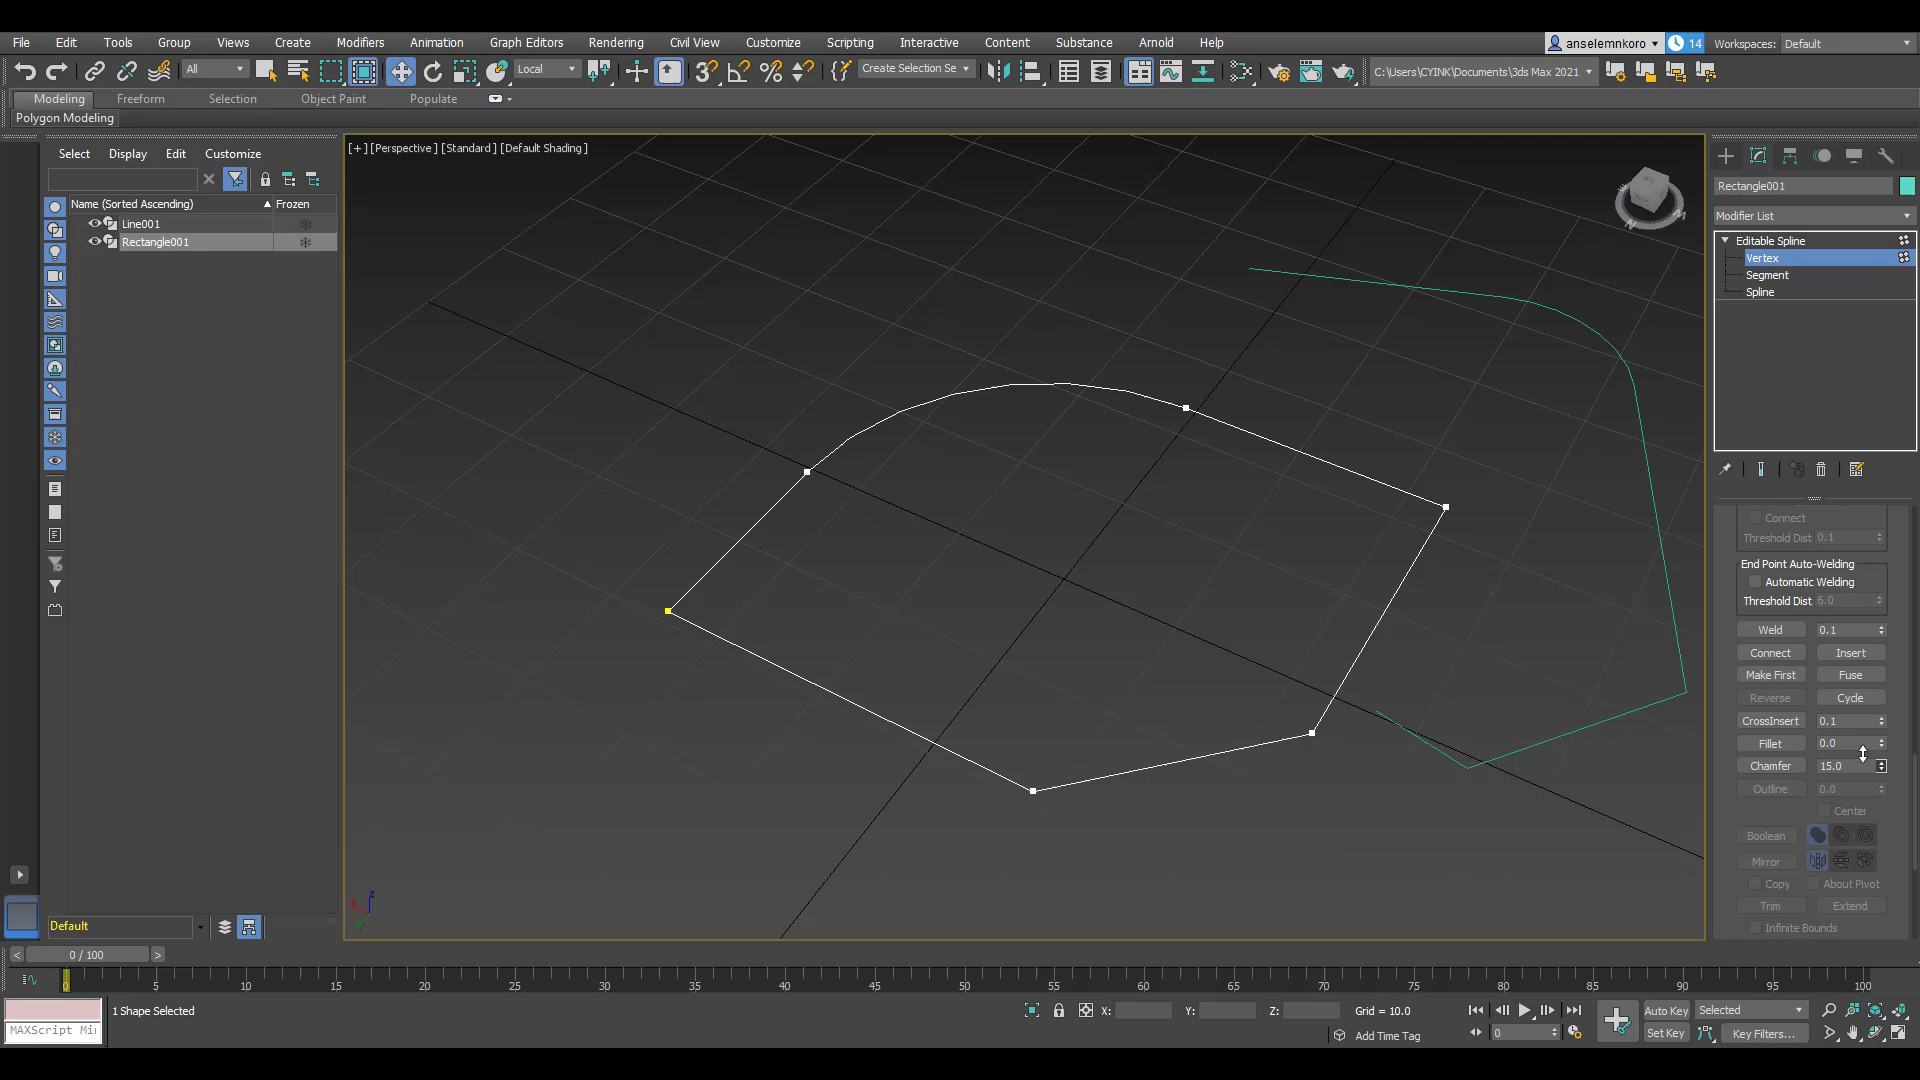 File Edit Tools Group Views Create Modifiers Animation Graph Editors Rendering Civil View Customize Scripting Interactive Content Substance Arnold Help
anselemnkoro 14 Workspaces: Default
All Local Create Selection Se C:\Users\CYINK\Documents\3ds Max 2021
Modeling Freeform Selection Object Paint Populate
Polygon Modeling
Select Display Edit Customize
[+] [Perspective ] [Standard ] [Default Shading ]
Name (Sorted Ascending) Frozen
Line001
Rectangle001
Rectangle001
Modifier List
Editable Spline
Vertex
Segment
Spline
Connect
Threshold Dist 0.1
End Point Auto-Welding
Automatic Welding
Threshold Dist 6.0
Weld 0.1
Connect Insert
Make First Fuse
Reverse Cycle
CrossInsert 0.1
Fillet 0.0
Chamfer 15.0
Outline 0.0
Center
Boolean
Mirror
Copy About Pivot
Trim Extend
Infinite Bounds
Default
0 / 100
0 5 10 15 20 25 30 35 40 45 50 55 60 65 70 75 80 85 90 95 100
1 Shape Selected X: Y: Z: Grid = 10.0 Auto Key Selected
MAXScript Mi Add Time Tag 0 Set Key Key Filters...